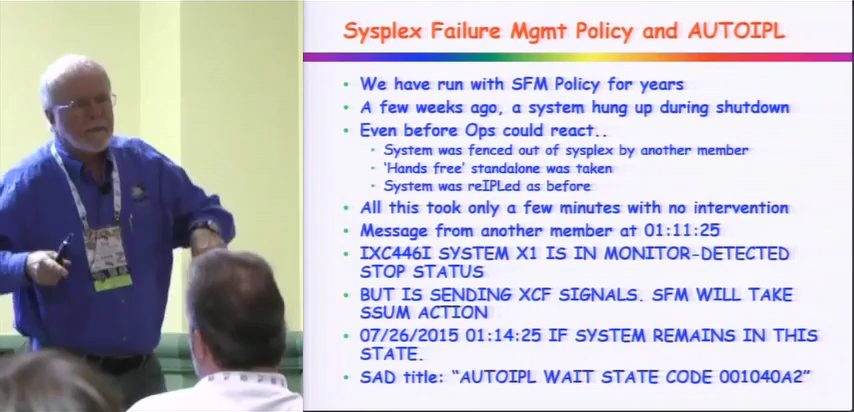 Sysplex Failure Mgmt Policy and AUTOIPL
We have run with SFM Policy for years
A few weeks ago, a system hung up during shutdown
Even before Ops could react..
System was fenced out of sysplex by another member
'Hands free' standalone was taken
System was reIPLed as before
All this took only a few minutes with no intervention
Message from another member at 01:11:25
IXC446I SYSTEM X1 IS IN MONITOR-DETECTED
STOP STATUS
BUT IS SENDING XCF SIGNALS. SFM WILL TAKE
SSUM ACTION
07/26/2015 01:14:25 IF SYSTEM REMAINS IN THIS
STATE.
SAD title: "AUTOIPL WAIT STATE CODE 001040A2"